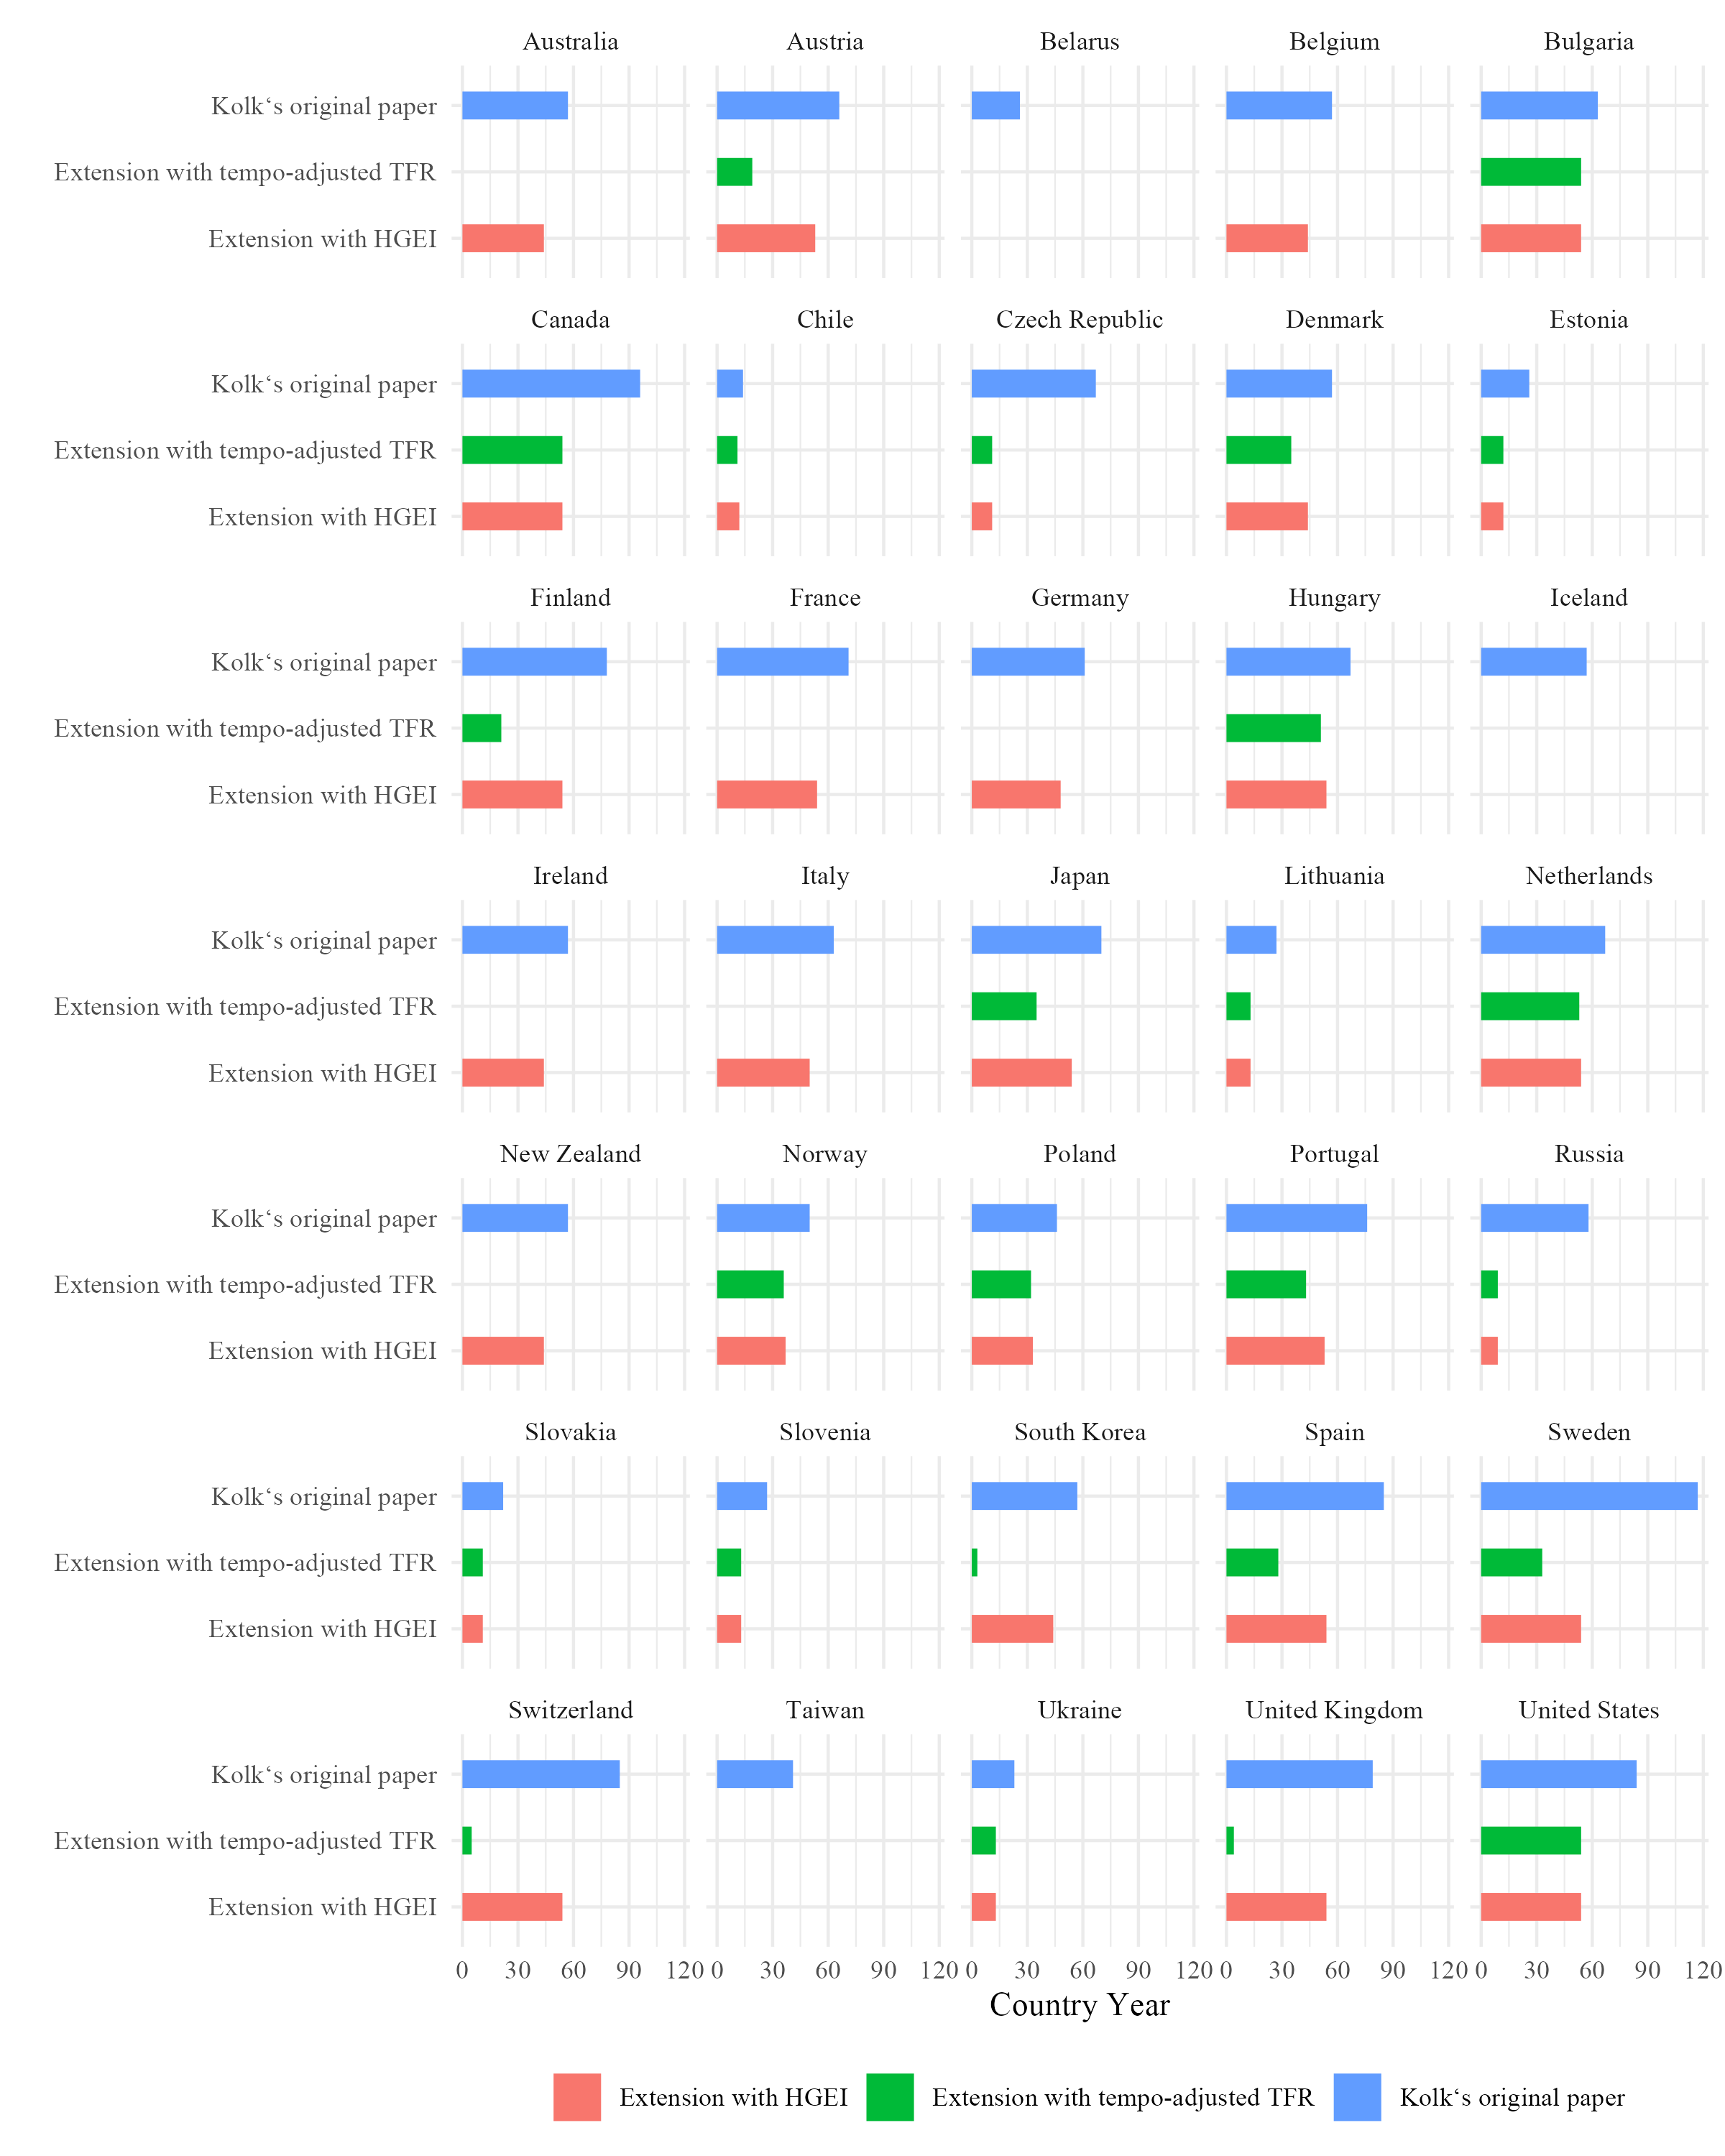 Australia Austria Belarus Belgium Bulgaria
Kolk‘s original paper
Extension with tempo-adjusted TFR
Extension with HGEI
Canada Chile Czech Republic Denmark Estonia
Kolk‘s original paper
Extension with tempo-adjusted TFR
Extension with HGEI
Finland France Germany Hungary Iceland
Kolk‘s original paper
Extension with tempo-adjusted TFR
Extension with HGEI
Ireland Italy Japan Lithuania Netherlands
Kolk‘s original paper
Extension with tempo-adjusted TFR
Extension with HGEI
New Zealand Norway Poland Portugal Russia
Kolk‘s original paper
Extension with tempo-adjusted TFR
Extension with HGEI
Slovakia Slovenia South Korea Spain Sweden
Kolk‘s original paper
Extension with tempo-adjusted TFR
Extension with HGEI
Switzerland Taiwan Ukraine United Kingdom United States
Kolk‘s original paper
Extension with tempo-adjusted TFR
Extension with HGEI
0 30 60 90 120 0 30 60 90 120 0 30 60 90 120 0 30 60 90 120 0 30 60 90 120
Country Year
Extension with HGEI Extension with tempo-adjusted TFR Kolk‘s original paper